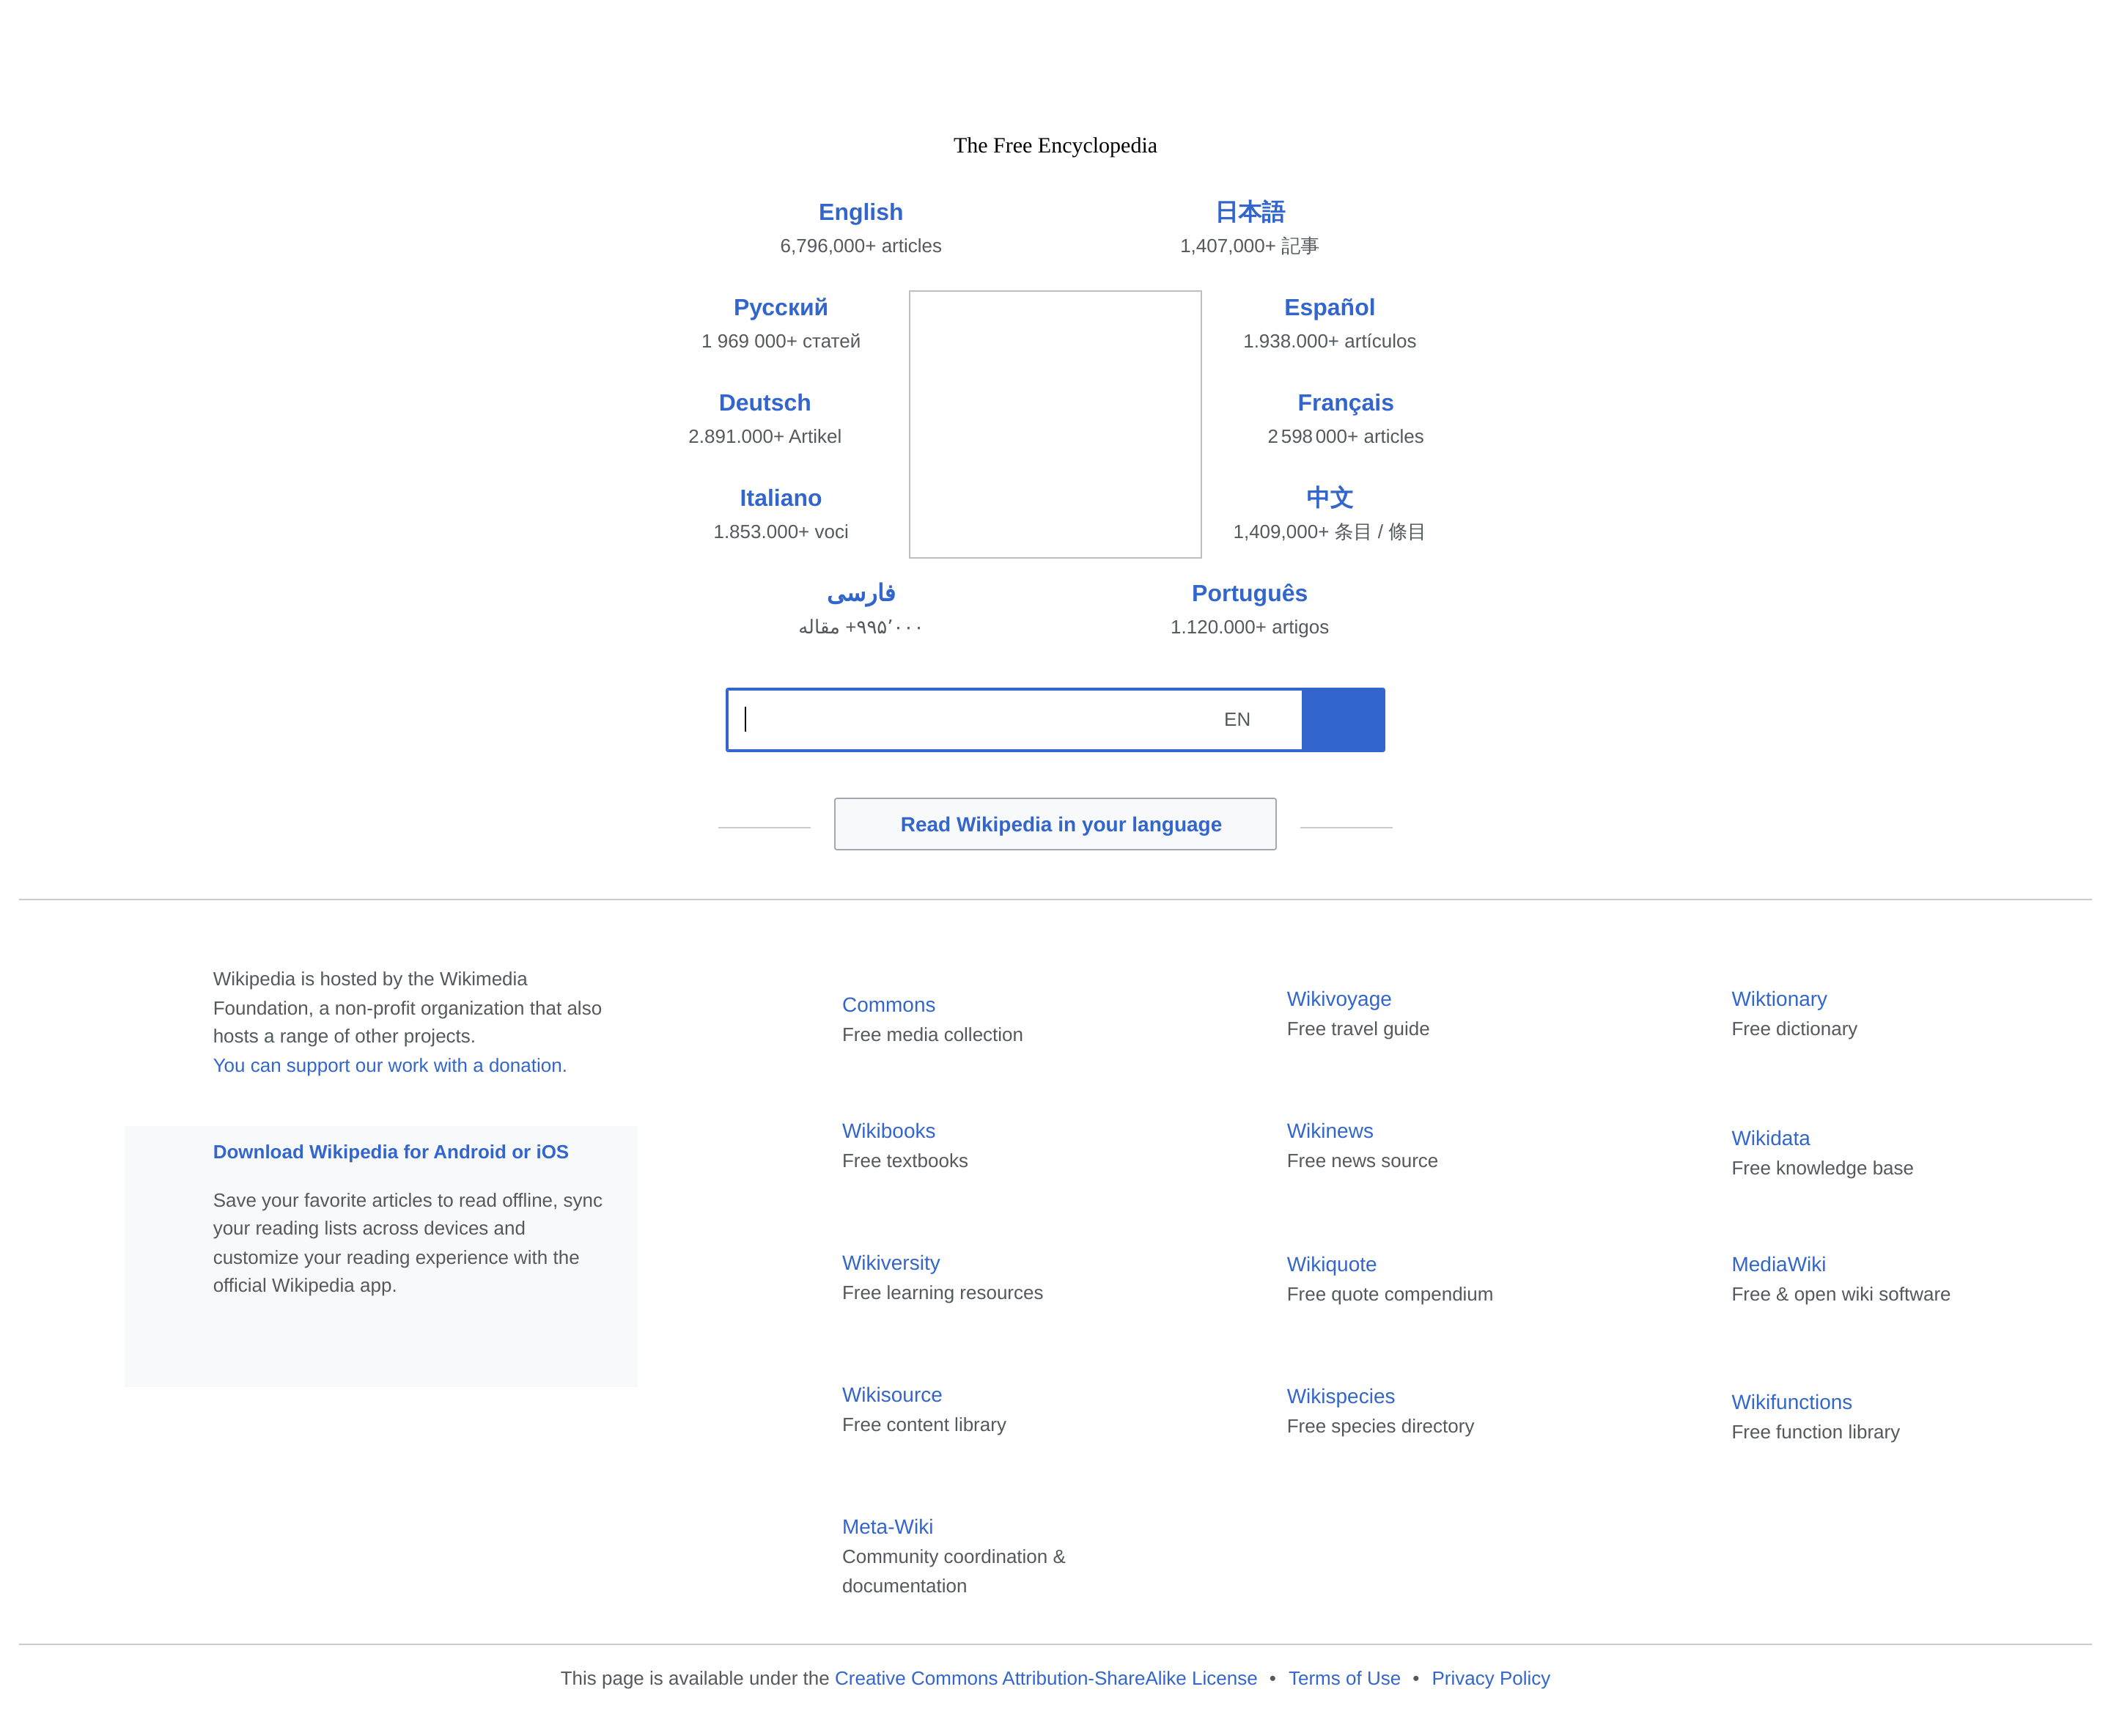 The Free Encyclopedia
English
6,796,000+ articles
日本語
1,407,000+ 記事
Русский
1 969 000+ статей
Español
1.938.000+ artículos
Deutsch
2.891.000+ Artikel
Français
2 598 000+ articles
Italiano
1.853.000+ voci
中文
1,409,000+ 条目 / 條目
فارسی
۹۹۵٬۰۰۰+ مقاله
Português
1.120.000+ artigos
EN
Read Wikipedia in your language
Wikipedia is hosted by the Wikimedia
Foundation, a non-profit organization that also
hosts a range of other projects.
You can support our work with a donation.
Download Wikipedia for Android or iOS
Save your favorite articles to read offline, sync
your reading lists across devices and
customize your reading experience with the
official Wikipedia app.
Commons
Free media collection
Wikivoyage
Free travel guide
Wiktionary
Free dictionary
Wikibooks
Free textbooks
Wikinews
Free news source
Wikidata
Free knowledge base
Wikiversity
Free learning resources
Wikiquote
Free quote compendium
MediaWiki
Free & open wiki software
Wikisource
Free content library
Wikispecies
Free species directory
Wikifunctions
Free function library
Meta-Wiki
Community coordination &
documentation
This page is available under the Creative Commons Attribution-ShareAlike License • Terms of Use • Privacy Policy